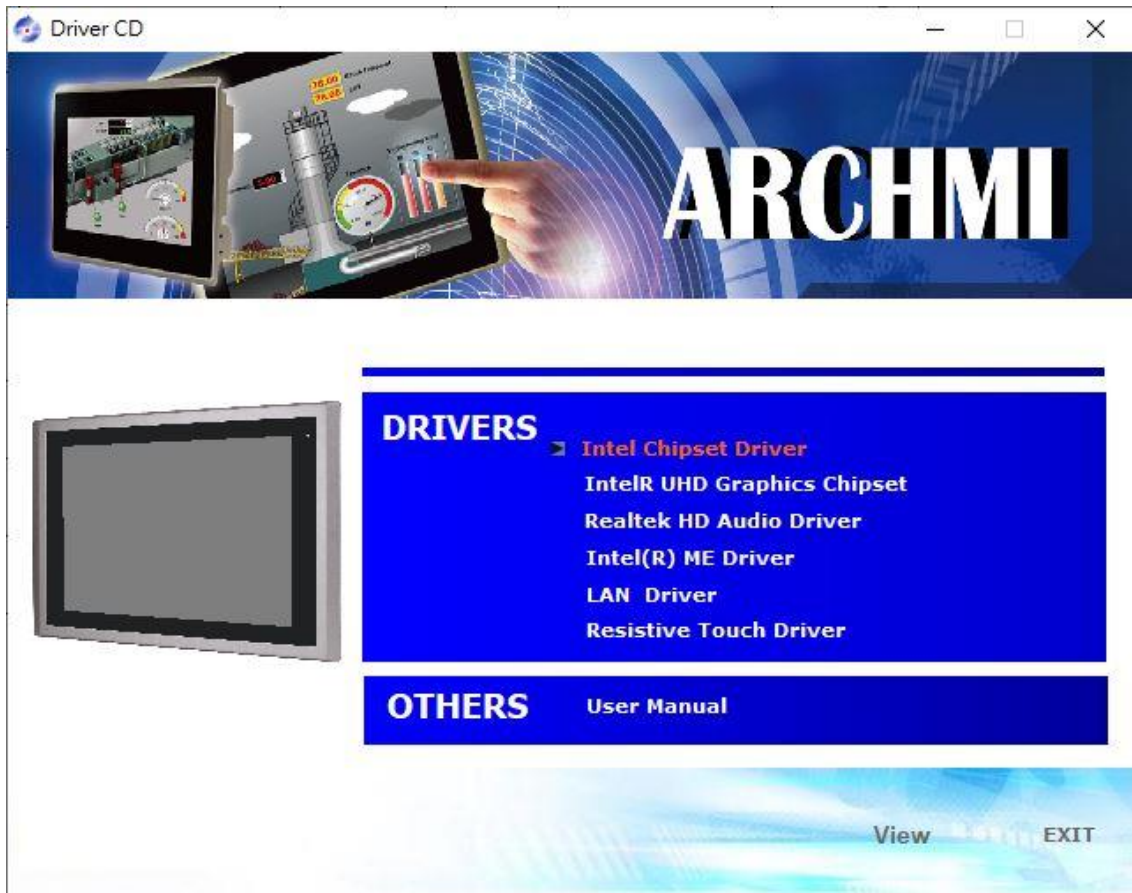 Driver CD
ARCHMI
DRIVERS
Intel Chipset Driver
IntelR UHD Graphics Chipset
Realtek HD Audio Driver
Intel(R) ME Driver
LAN Driver
Resistive Touch Driver
OTHERS
User Manual
View
EXIT